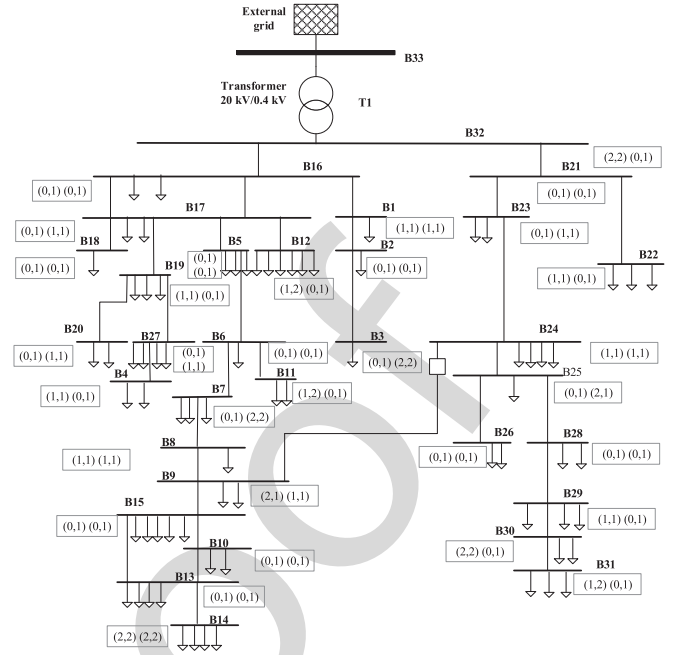 External
grid
B33
Transformer
20 kV/0.4 kV
T1
B32
B16
B21
(2,2) (0,1)
(0,1) (0,1)
(0,1) (0,1)
B17
B1
B23
(0,1) (1,1)
(1,1) (1,1)
(0,1) (1,1)
B18
B5
B12
B2
B22
(0,1) (0,1)
(0,1)
(0,1)
(0,1) (0,1)
B19
(1,1) (0,1)
(1,2) (0,1)
(1,1) (0,1)
B20
B27
B6
B3
B24
(0,1) (1,1)
(0,1)
(1,1)
(0,1) (0,1)
(0,1) (2,2)
(1,1) (1,1)
B4
B11
B25
(1,1) (0,1)
B7
(1,2) (0,1)
(0,1) (2,1)
(0,1) (2,2)
B8
B26
B28
(1,1) (1,1)
(0,1) (0,1)
(0,1) (0,1)
B9
(2,1) (1,1)
B15
B29
(0,1) (0,1)
(1,1) (0,1)
B30
B10
(2,2) (0,1)
(0,1) (0,1)
B31
B13
(0,1) (0,1)
(1,2) (0,1)
B14
(2,2) (2,2)
of